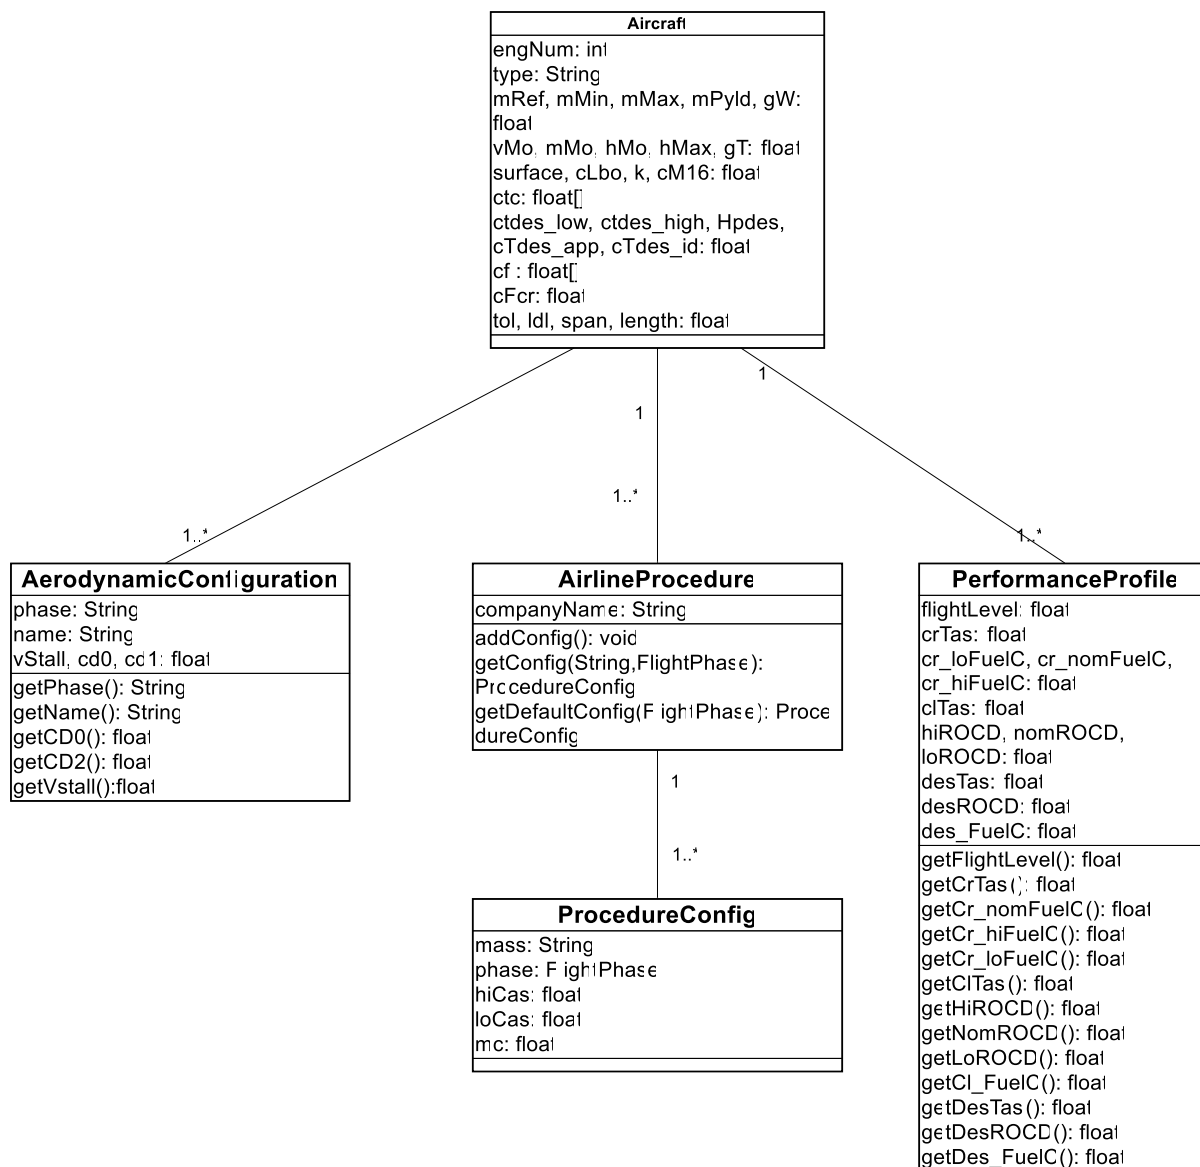 Aircraft
engNum: int
type: String
mRef, mMin, mMax, mPyld, gW:
float
vMo, mMo, hMo, hMax, gT: float
surface, cLbo, k, cM16: float
ctc: float[]
ctdes_low, ctdes_high, Hpdes,
cTdes_app, cTdes_id: float
cf : float[]
cFcr: float
tol, ldl, span, length: float
1
1
1..*
1..*
1..*
AerodynamicConfiguration
phase: String
name: String
vStall, cd0, cd1: float
getPhase(): String
getName(): String
getCD0(): float
getCD2(): float
getVstall():float
AirlineProcedure
companyName: String
addConfig(): void
getConfig(String,FlightPhase):
ProcedureConfig
getDefaultConfig(FlightPhase): Proce
dureConfig
1
1..*
ProcedureConfig
mass: String
phase: FlightPhase
hiCas: float
loCas: float
mc: float
PerformanceProfile
flightLevel: float
crTas: float
cr_loFuelC, cr_nomFuelC,
cr_hiFuelC: float
clTas: float
hiROCD, nomROCD,
loROCD: float
desTas: float
desROCD: float
des_FuelC: float
getFlightLevel(): float
getCrTas(): float
getCr_nomFuelC(): float
getCr_hiFuelC(): float
getCr_loFuelC(): float
getClTas(): float
getHiROCD(): float
getNomROCD(): float
getLoROCD(): float
getCl_FuelC(): float
getDesTas(): float
getDesROCD(): float
getDes_FuelC(): float